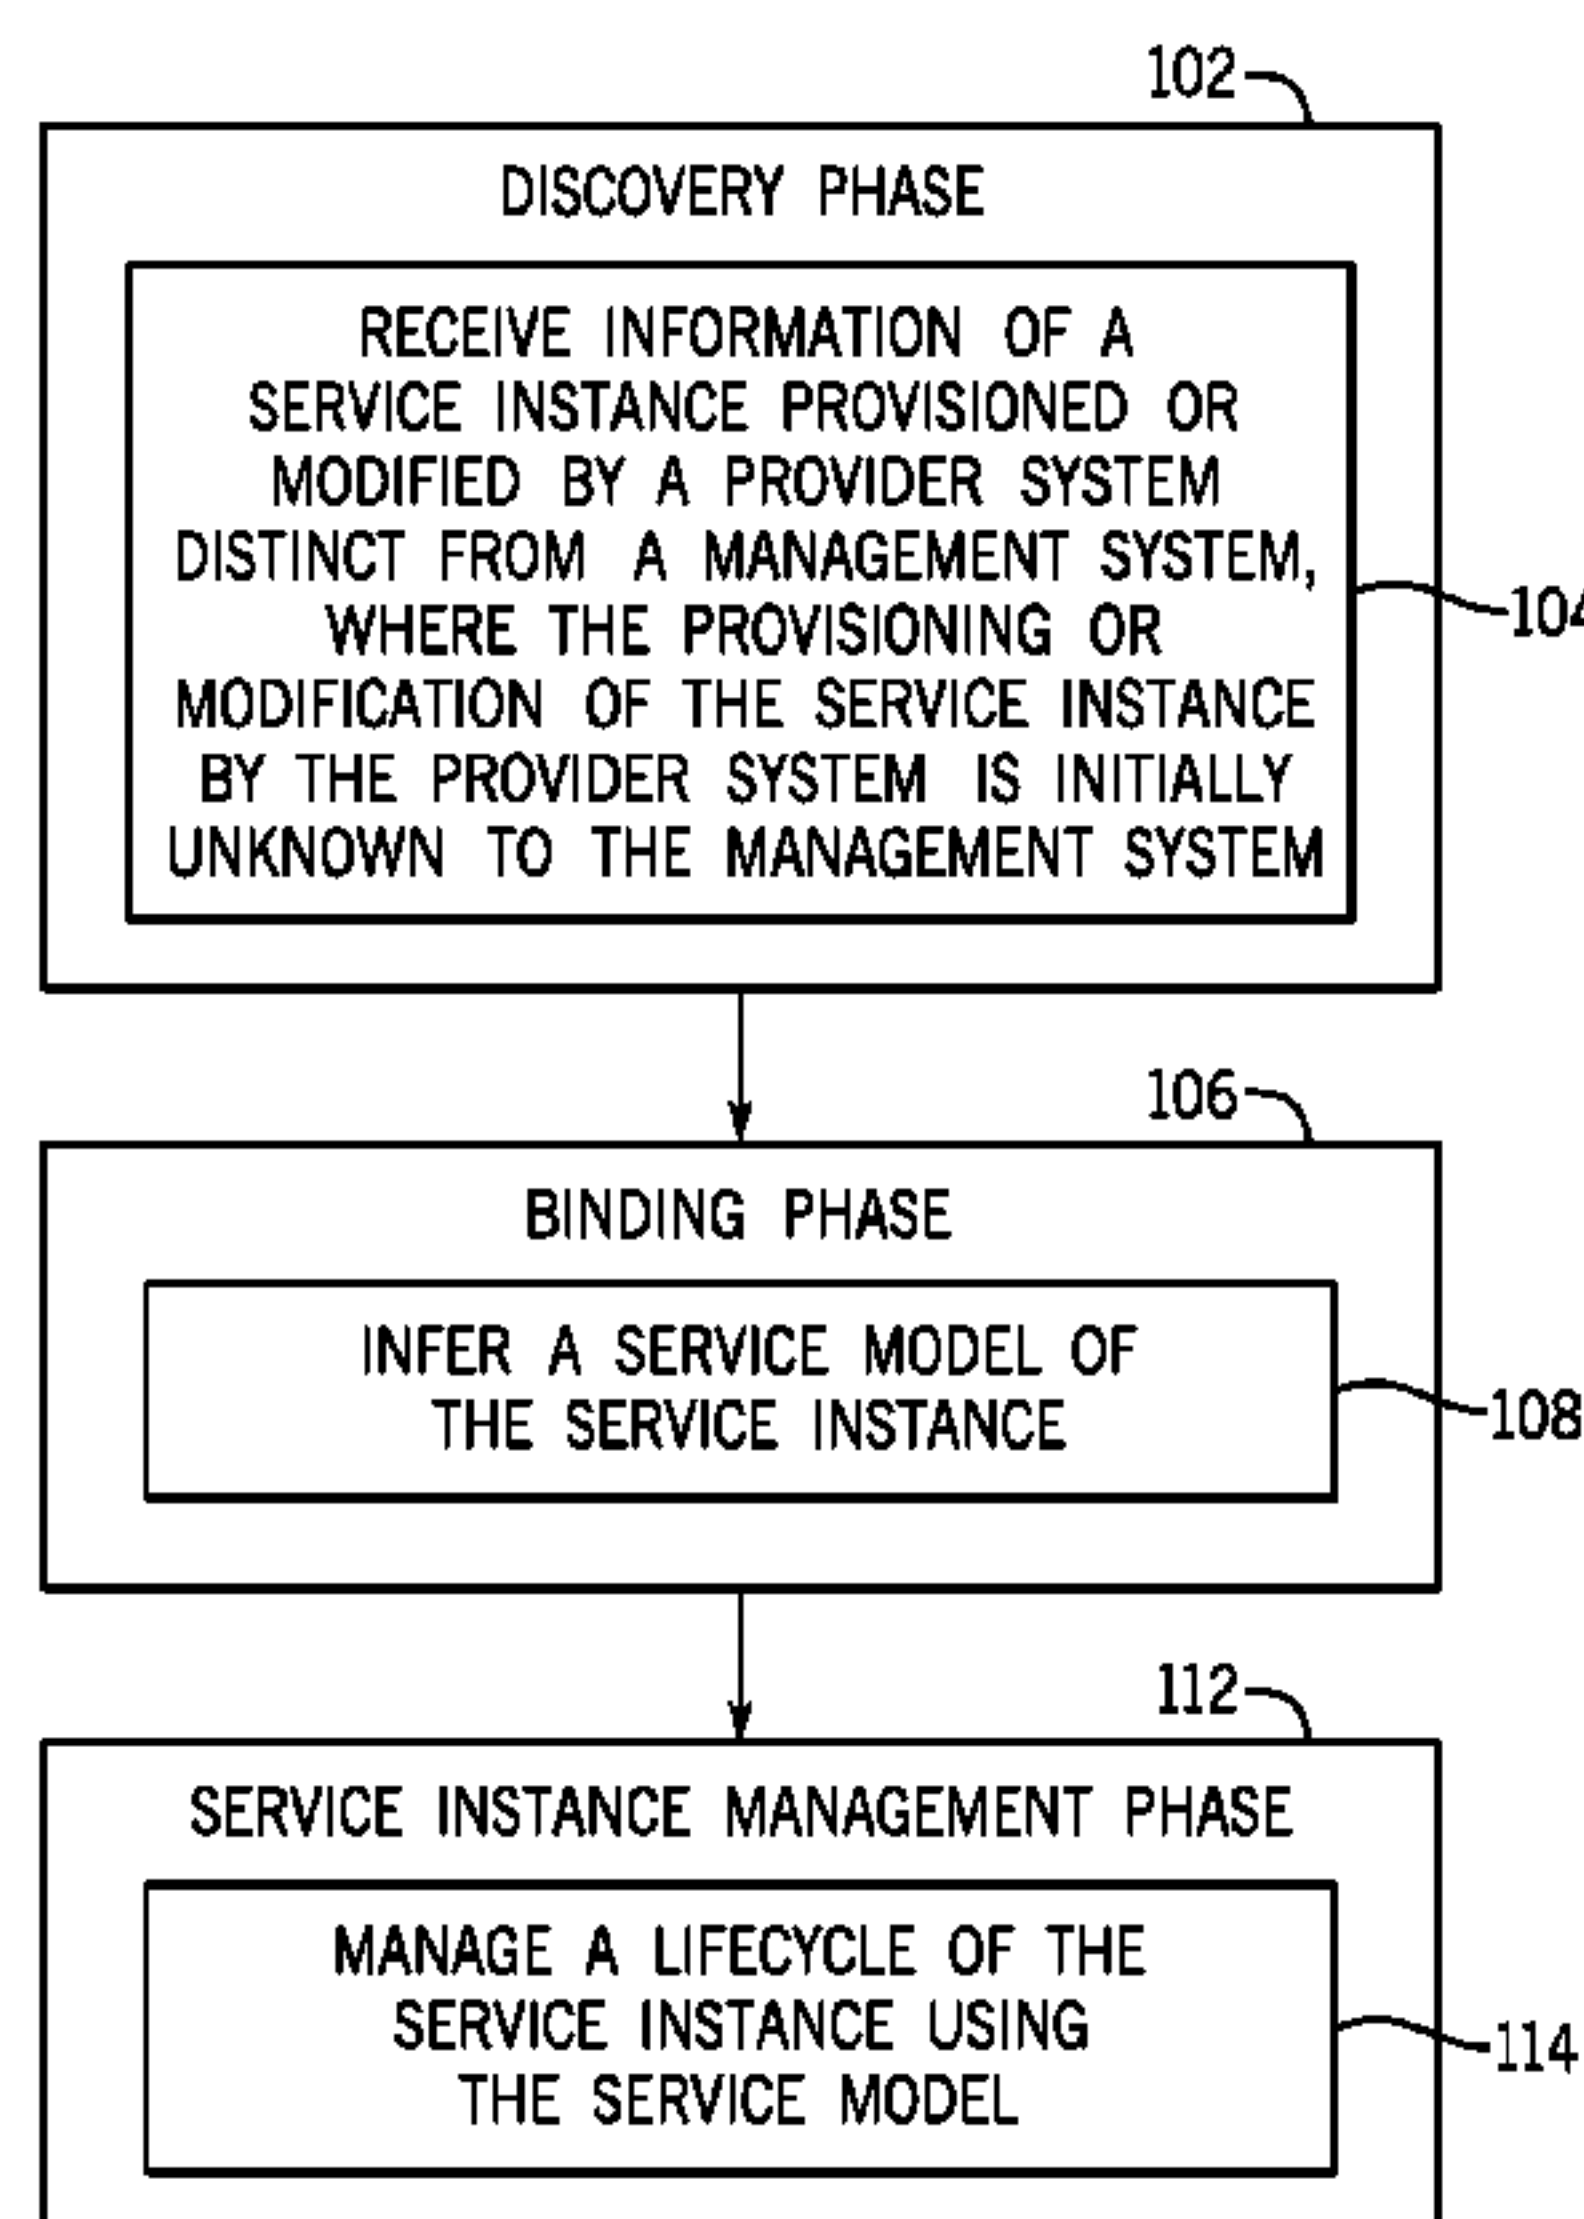 102
DISCOVERY PHASE
RECEIVE INFORMATION OF A
SERVICE INSTANCE PROVISIONED OR
MODIFIED BY A PROVIDER SYSTEM
DISTINCT FROM A MANAGEMENT SYSTEM,
WHERE THE PROVISIONING OR
MODIFICATION OF THE SERVICE INSTANCE
BY THE PROVIDER SYSTEM IS INITIALLY
UNKNOWN TO THE MANAGEMENT SYSTEM
104
106
BINDING PHASE
INFER A SERVICE MODEL OF
THE SERVICE INSTANCE
108
112
SERVICE INSTANCE MANAGEMENT PHASE
MANAGE A LIFECYCLE OF THE
SERVICE INSTANCE USING
THE SERVICE MODEL
114